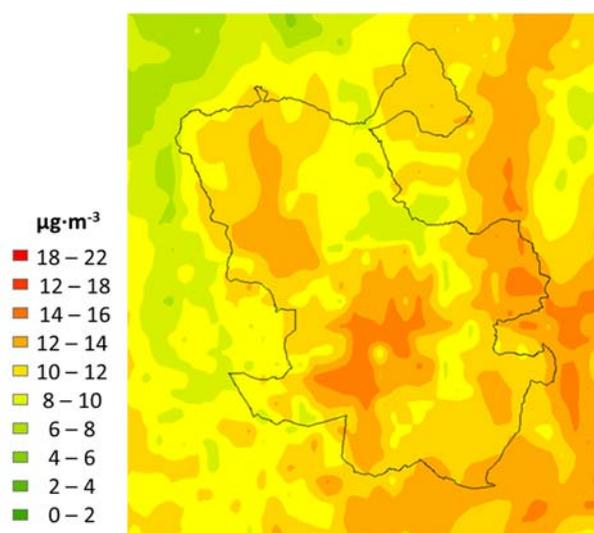 µg·m⁻³
18 – 22
12 – 18
14 – 16
12 – 14
10 – 12
8 – 10
6 – 8
4 – 6
2 – 4
0 – 2